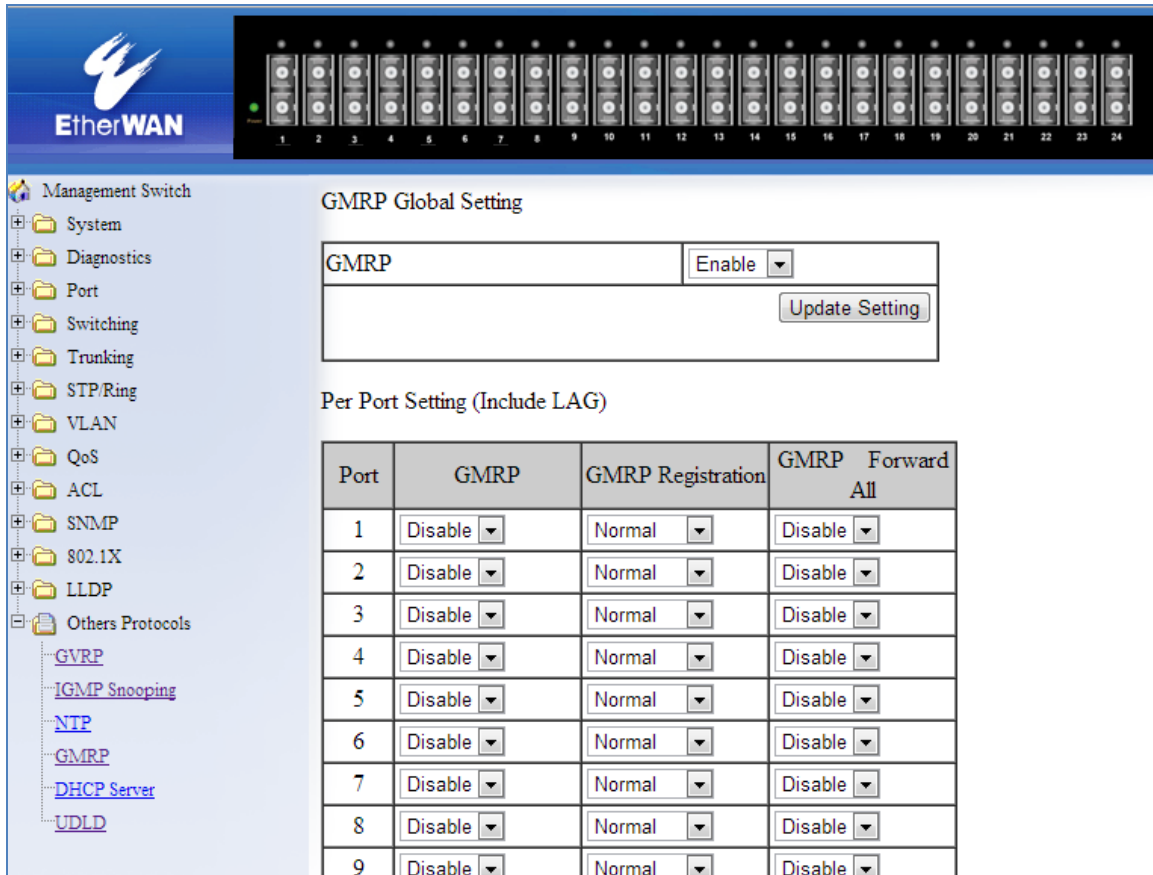 EtherWAN
Power
1 2 3 4 5 6 7 8 9 10 11 12 13 14 15 16 17 18 19 20 21 22 23 24
Management Switch
System
Diagnostics
Port
Switching
Trunking
STP/Ring
VLAN
QoS
ACL
SNMP
802.1X
LLDP
Others Protocols
GVRP
IGMP Snooping
NTP
GMRP
DHCP Server
UDLD
GMRP Global Setting
GMRP Enable
Update Setting
Per Port Setting (Include LAG)
Port GMRP GMRP Registration GMRP Forward All
1 Disable Normal Disable
2 Disable Normal Disable
3 Disable Normal Disable
4 Disable Normal Disable
5 Disable Normal Disable
6 Disable Normal Disable
7 Disable Normal Disable
8 Disable Normal Disable
9 Disable Normal Disable